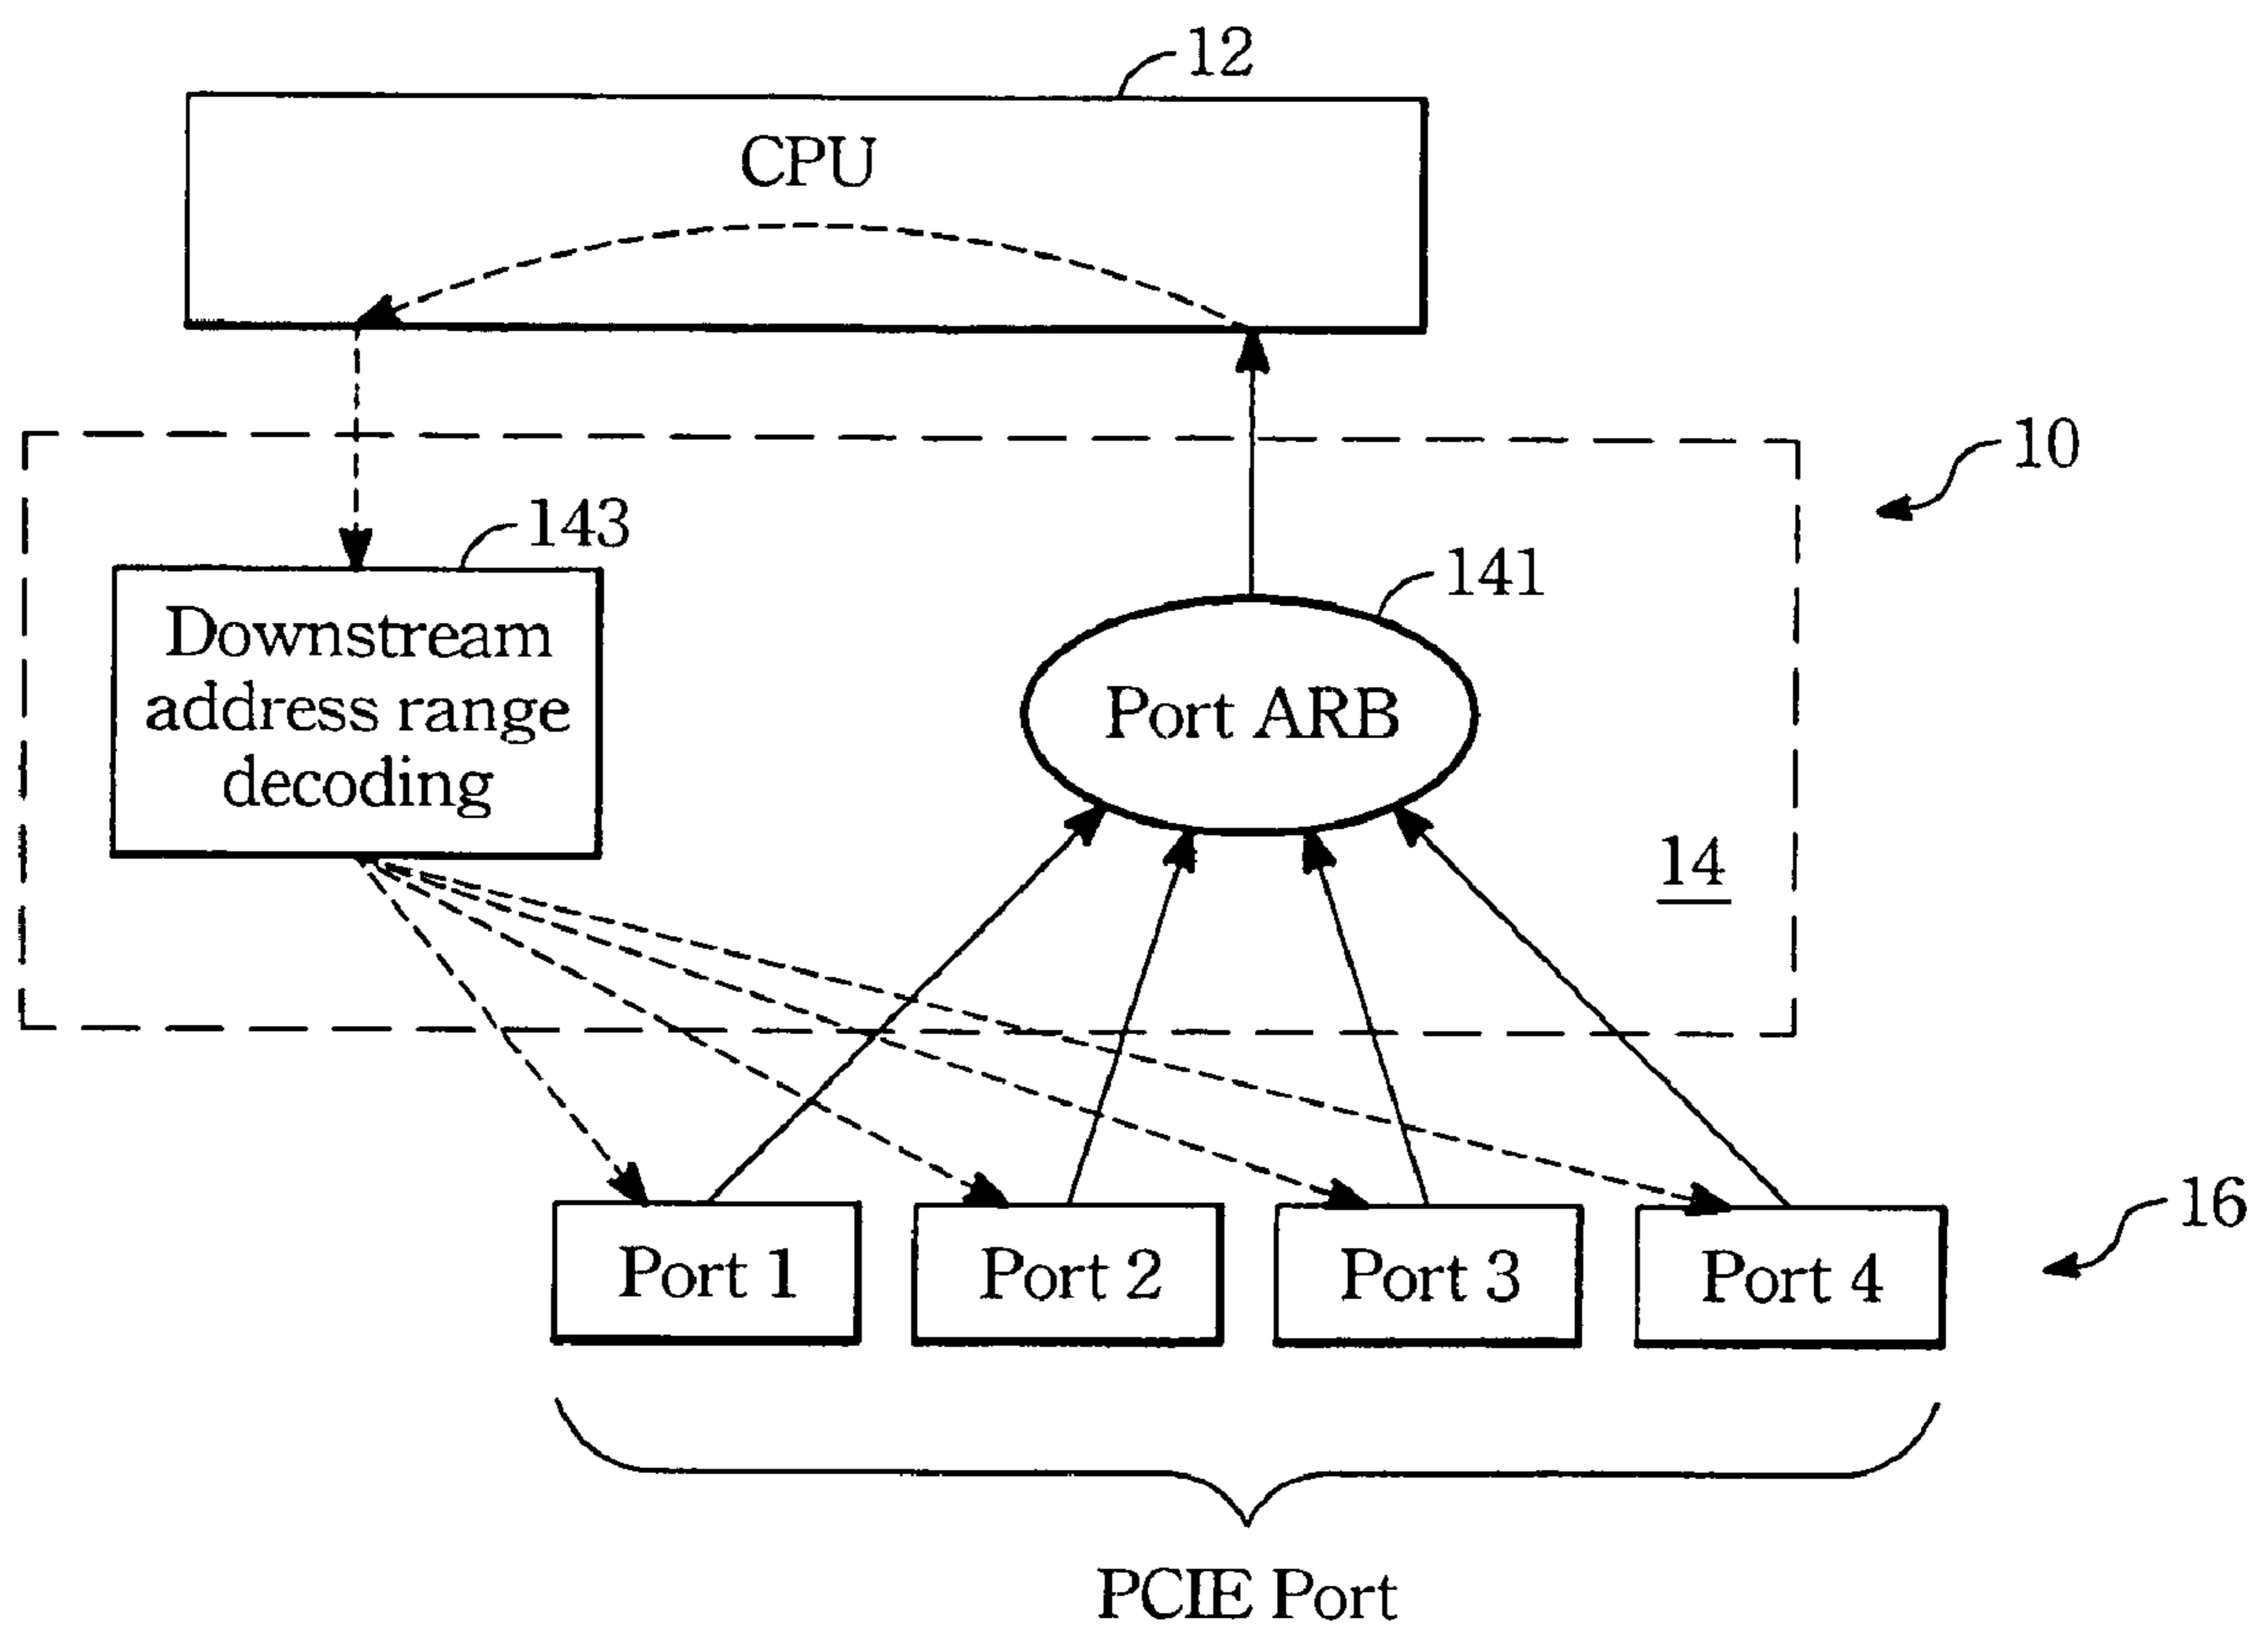 12
CPU
10
143
Downstream
address range
decoding
141
Port ARB
14
16
Port 1
Port 2
Port 3
Port 4
PCIE Port